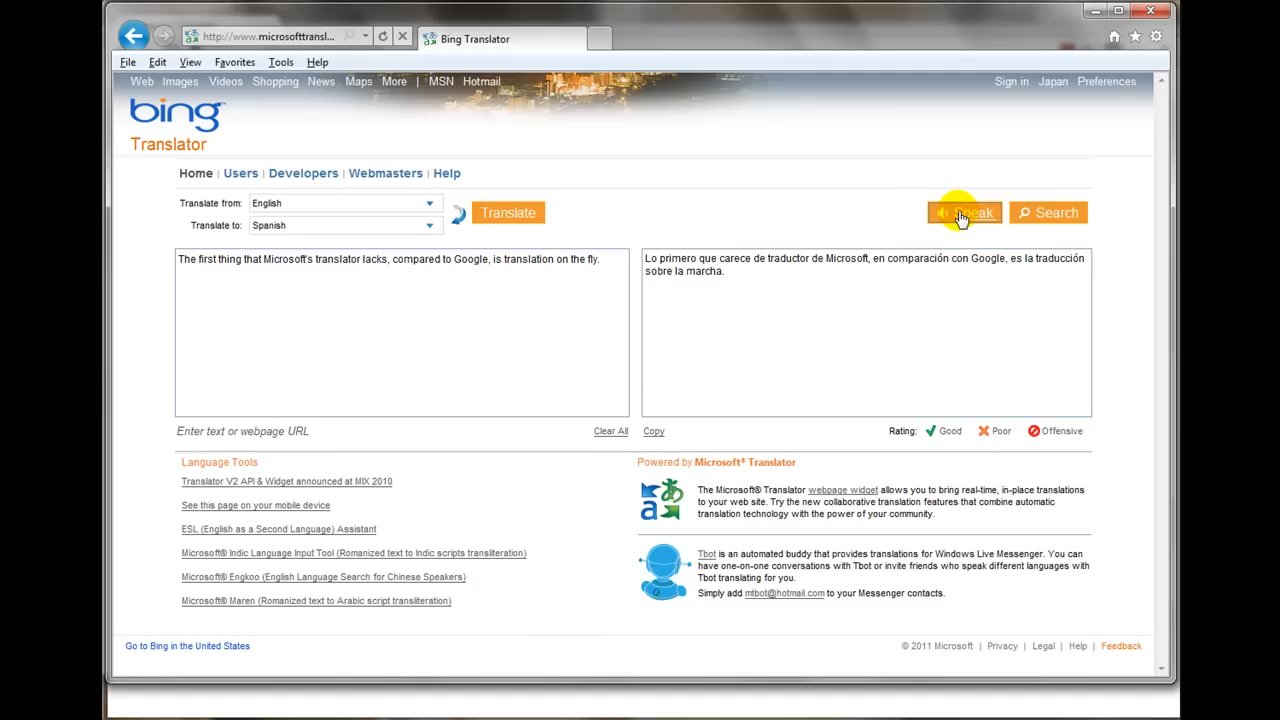 http://www.microsofttransl...
Bing Translator
File Edit View Favorites Tools Help
Web Images Videos Shopping News Maps More | MSN Hotmail
Sign in Japan Preferences
bing
Translator
Home | Users | Developers | Webmasters | Help
Translate from: English
Translate to: Spanish
Translate
Speak
Search
The first thing that Microsoft's translator lacks, compared to Google, is translation on the fly.
Lo primero que carece de traductor de Microsoft, en comparación con Google, es la traducción
sobre la marcha.
Enter text or webpage URL
Clear All
Copy
Rating: Good Poor Offensive
Language Tools
Translator V2 API & Widget announced at MIX 2010
See this page on your mobile device
ESL (English as a Second Language) Assistant
Microsoft® Indic Language Input Tool (Romanized text to Indic scripts transliteration)
Microsoft® Engkoo (English Language Search for Chinese Speakers)
Microsoft® Maren (Romanized text to Arabic script transliteration)
Powered by Microsoft® Translator
The Microsoft® Translator webpage widget allows you to bring real-time, in-place translations
to your web site. Try the new collaborative translation features that combine automatic
translation technology with the power of your community.
Tbot is an automated buddy that provides translations for Windows Live Messenger. You can
have one-on-one conversations with Tbot or invite friends who speak different languages with
Tbot translating for you.
Simply add mtbot@hotmail.com to your Messenger contacts.
Go to Bing in the United States
© 2011 Microsoft | Privacy | Legal | Help | Feedback